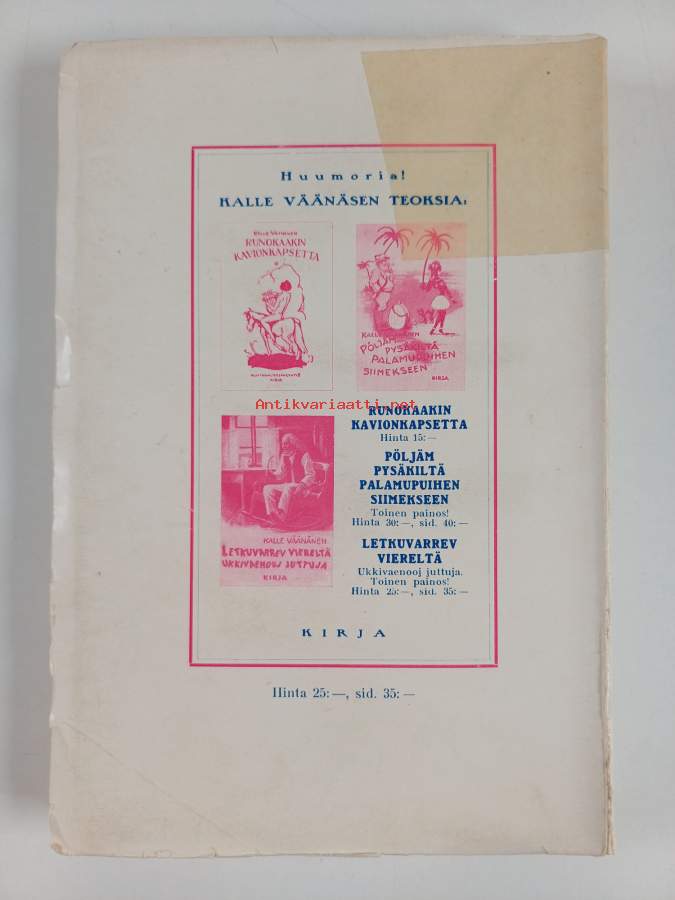 Huumoria!
KALLE VÄÄNÄSEN TEOKSIA:
KALLE VÄÄNÄNEN
RUNOKAAKIN
KAVIONKAPSETTA
KIRJA
KALLE VÄÄNÄNEN
PÖLJÄM
PYSÄKILTÄ
PALAMUPUIHEN
SIIMEKSEEN
KIRJA
Antikvariaatti.net
KALLE VÄÄNÄNEN
LETKUVARREV VIERELTÄ
UKKIVAENOOJ JUTTUJA
KIRJA
RUNOKAAKIN
KAVIONKAPSETTA
Hinta 15:—
PÖLJÄM
PYSÄKILTÄ
PALAMUPUIHEN
SIIMEKSEEN
Toinen painos!
Hinta 30:—, sid. 40:—
LETKUVARREV
VIERELTÄ
Ukkivaenooj juttuja.
Toinen painos!
Hinta 25:—, sid. 35:—
KIRJA
Hinta 25:—, sid. 35:—